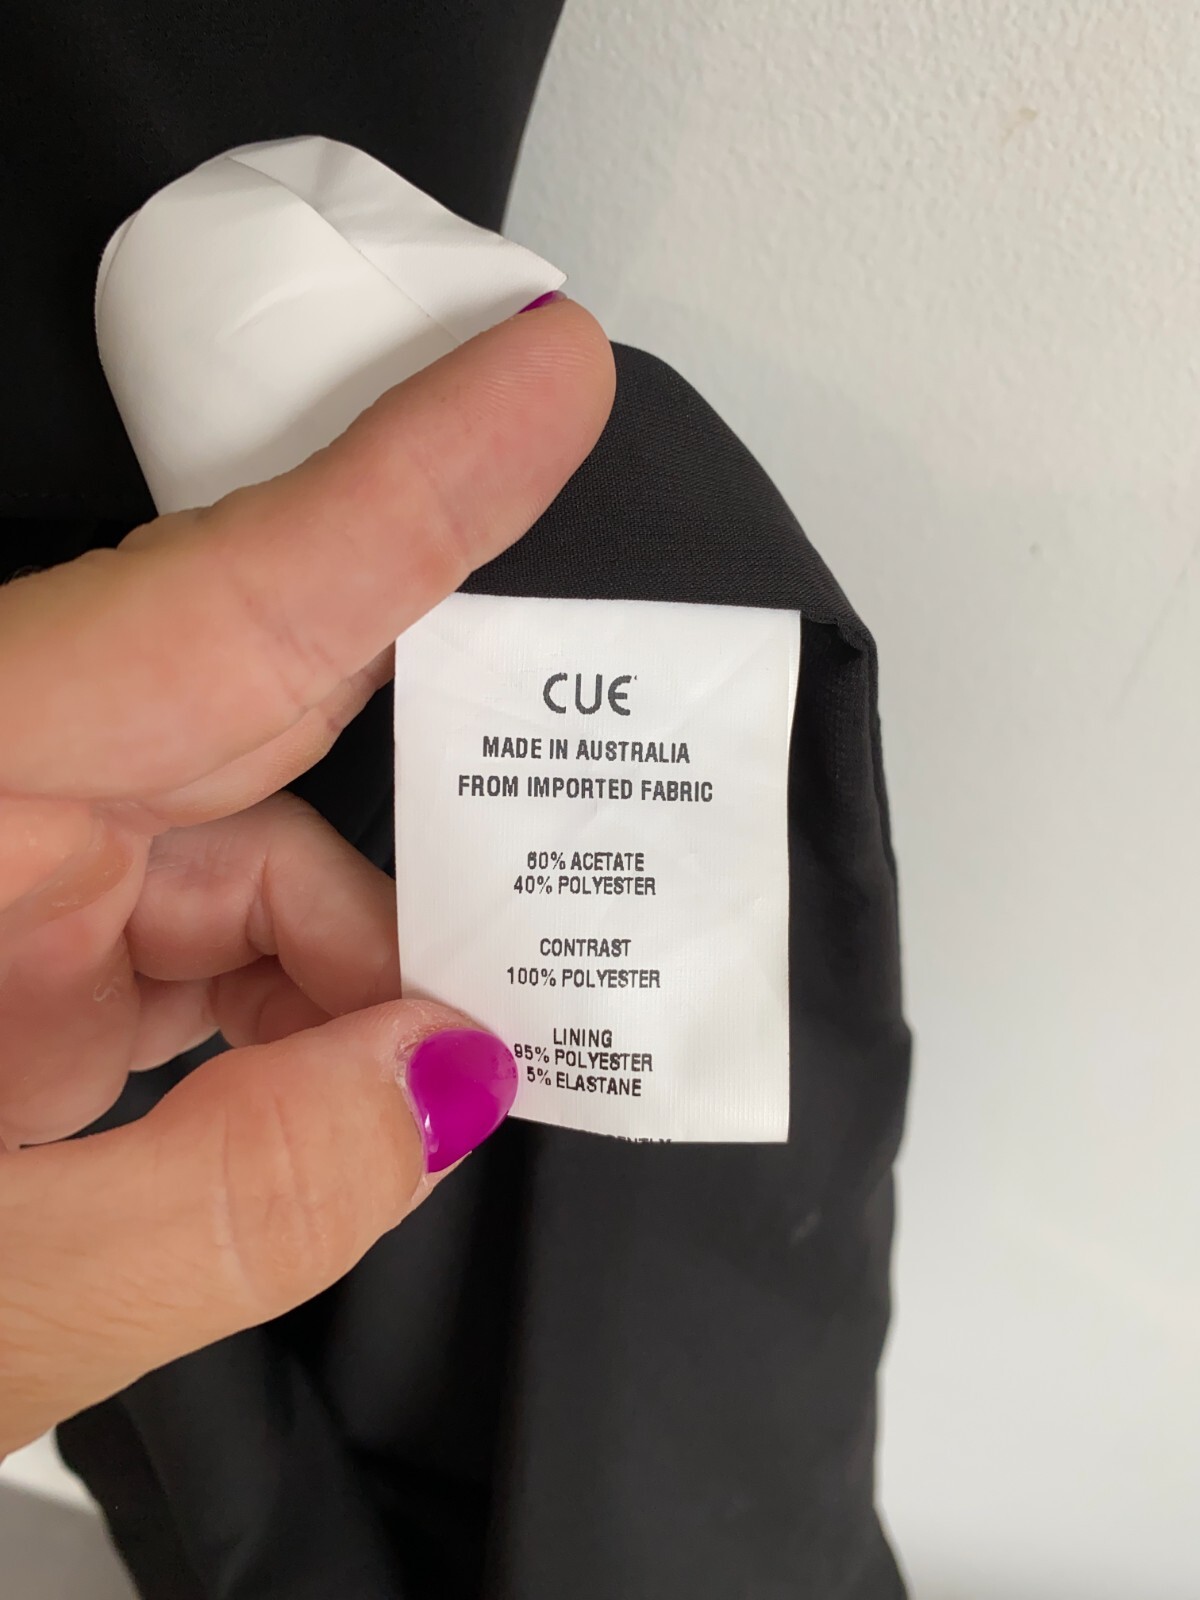 CUE
MADE IN AUSTRALIA
FROM IMPORTED FABRIC
60% ACETATE
40% POLYESTER
CONTRAST
100% POLYESTER
LINING
95% POLYESTER
5% ELASTANE